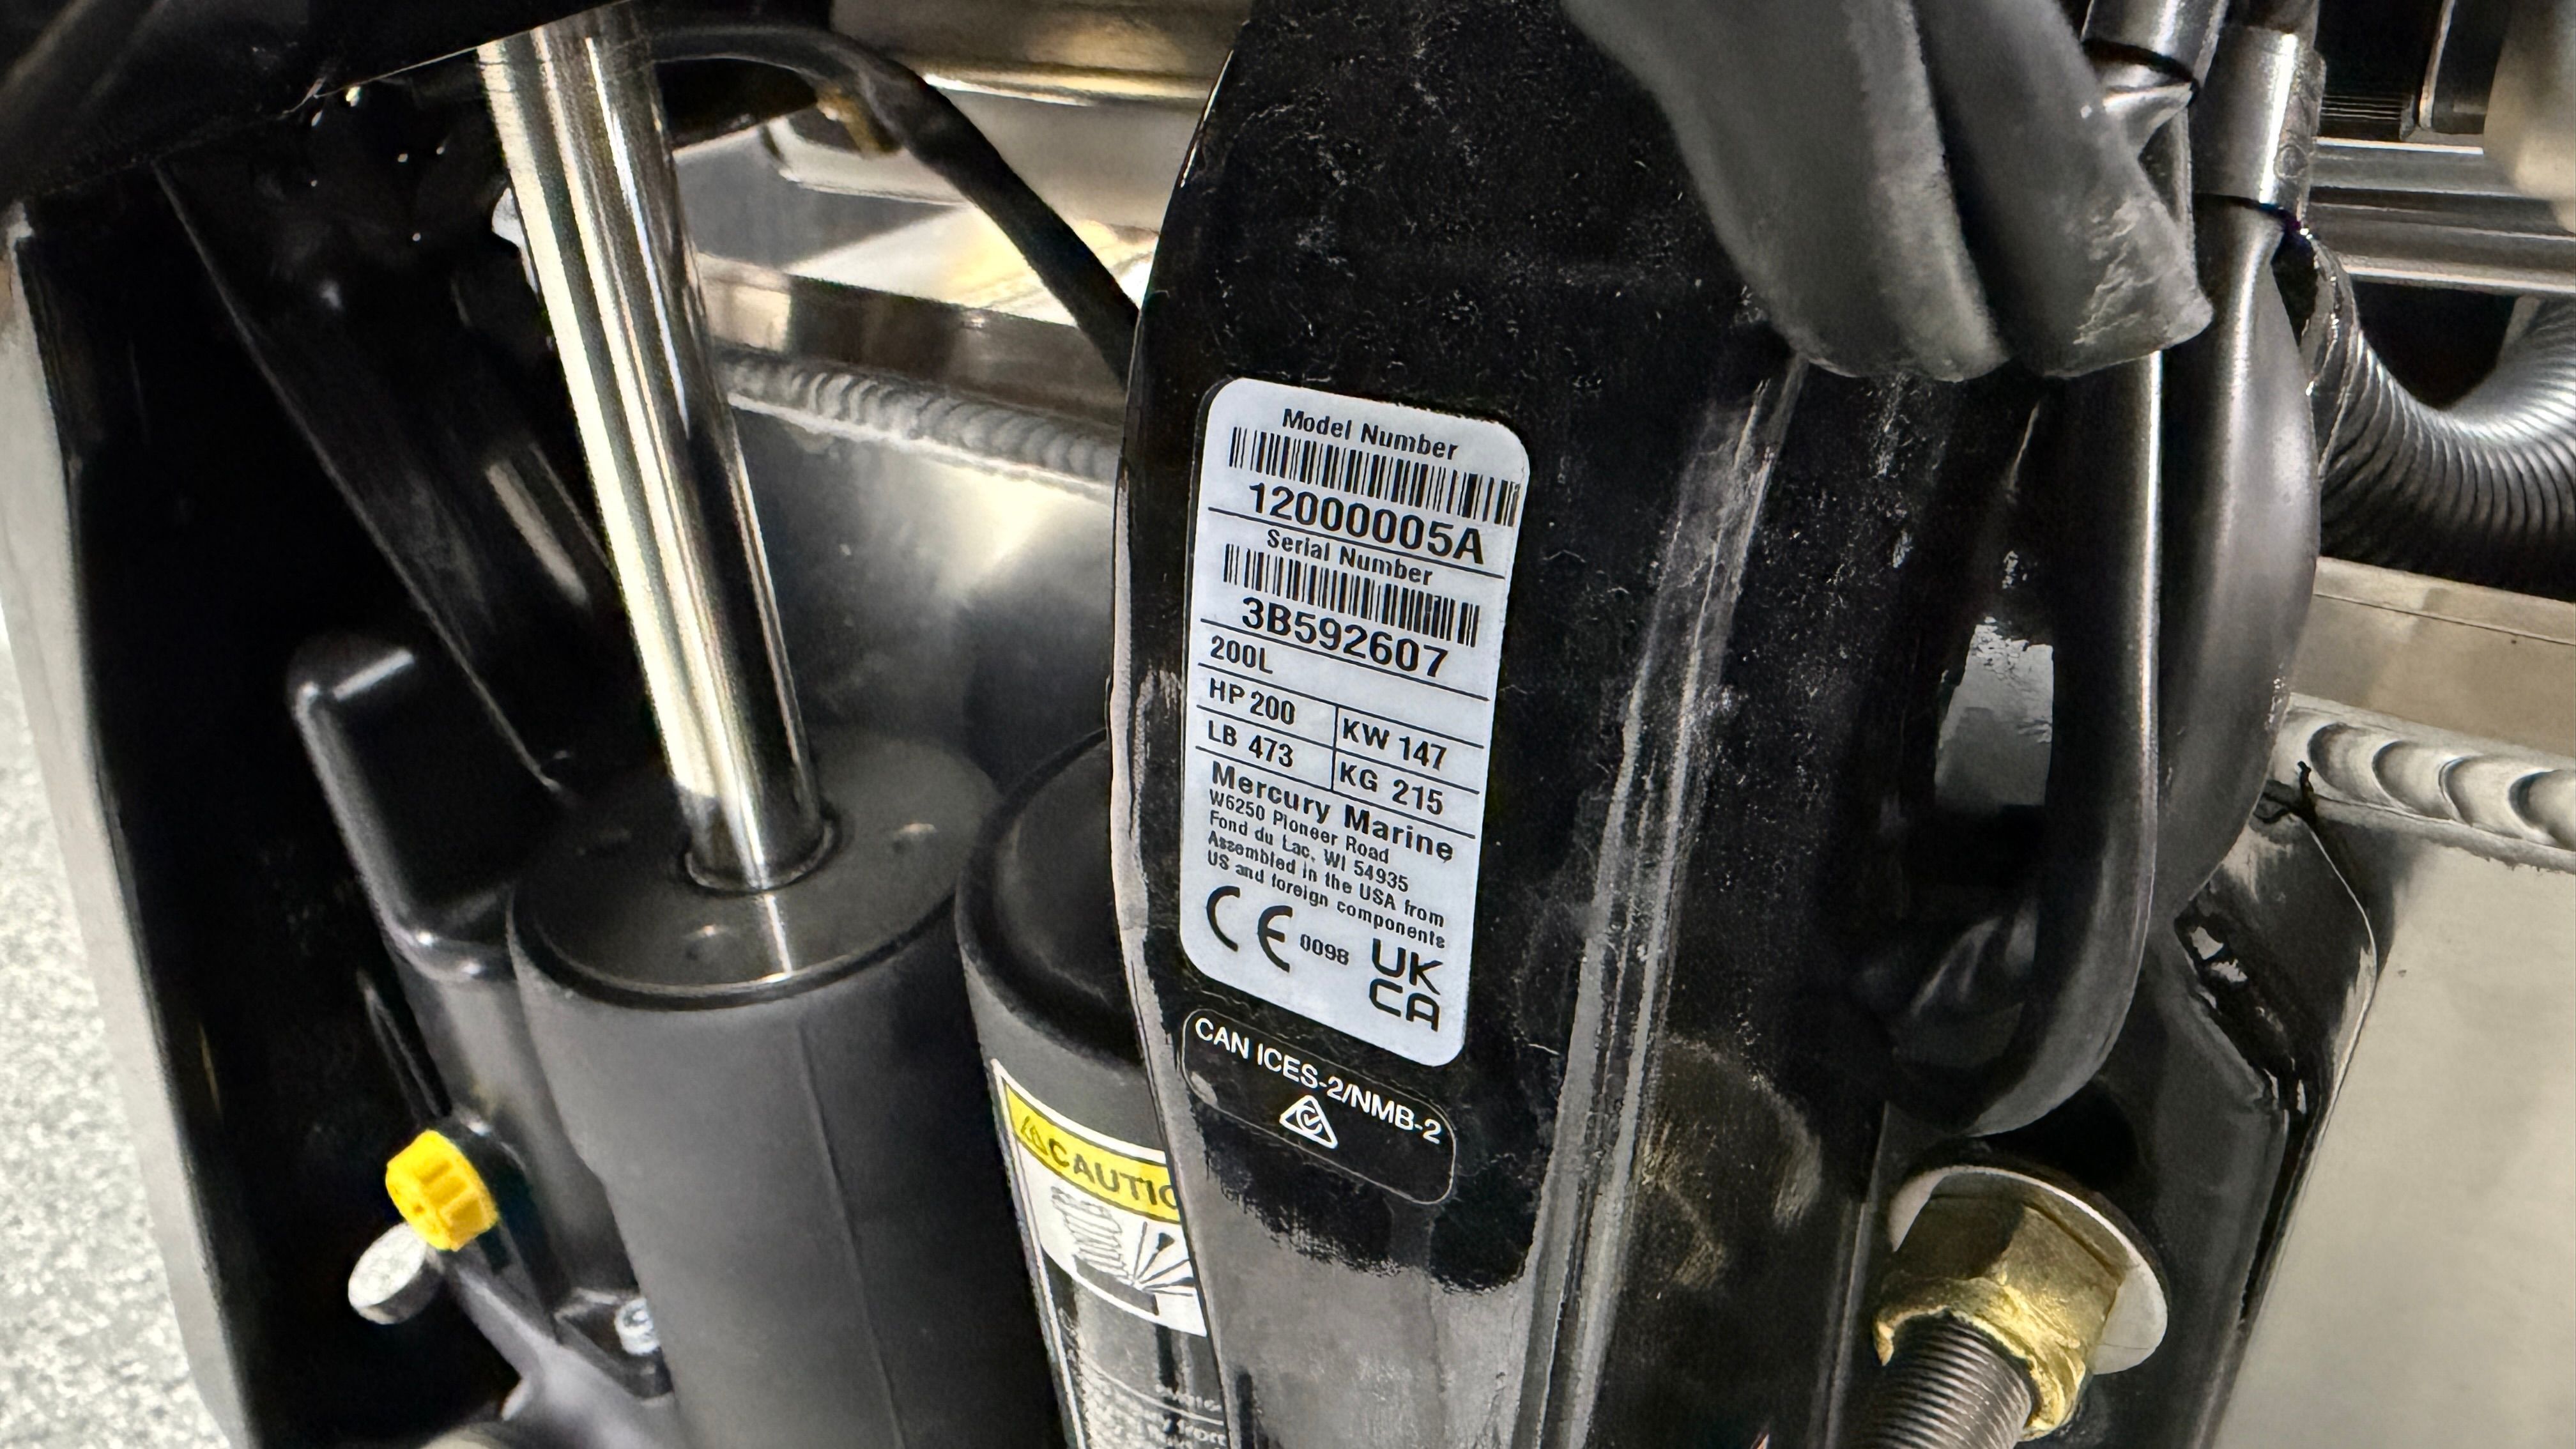 Model Number
12000005A
Serial Number
3B592607
200L
HP 200 KW 147
LB 473 KG 215
Mercury Marine
W6250 Pioneer Road
Fond du Lac, WI 54935
Assembled in the USA from
US and foreign components
CE 0098 UK
CA
CAN ICES-2/NMB-2
CAUTIO